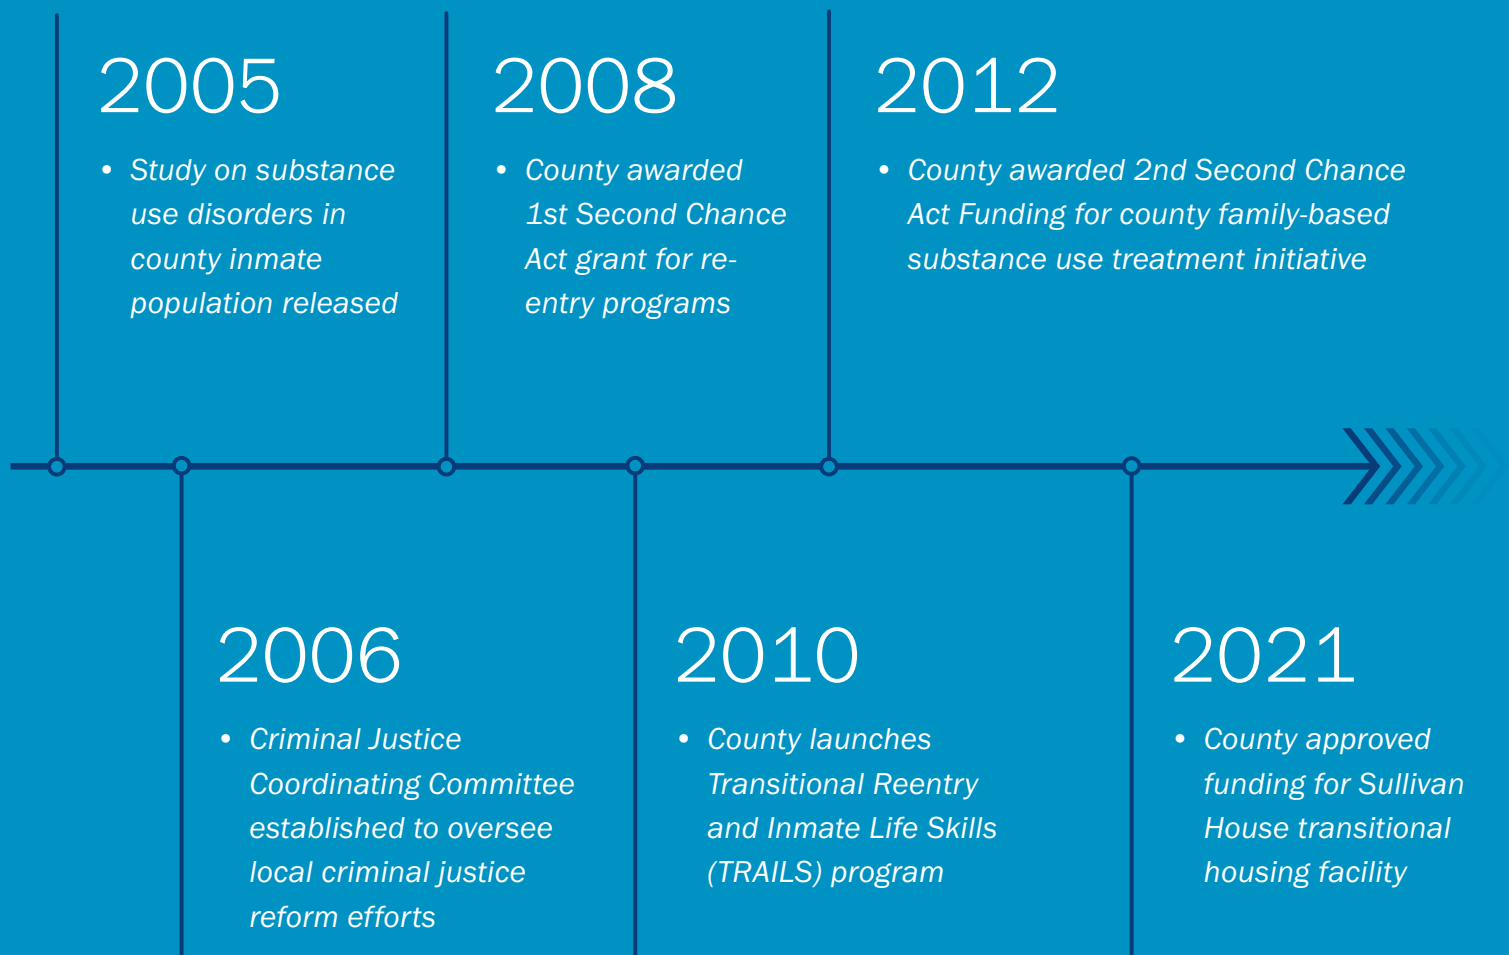 2005
• Study on substance
use disorders in
county inmate
population released
2008
• County awarded
1st Second Chance
Act grant for re-
entry programs
2012
• County awarded 2nd Second Chance
Act Funding for county family-based
substance use treatment initiative
2006
• Criminal Justice
Coordinating Committee
established to oversee
local criminal justice
reform efforts
2010
• County launches
Transitional Reentry
and Inmate Life Skills
(TRAILS) program
2021
• County approved
funding for Sullivan
House transitional
housing facility